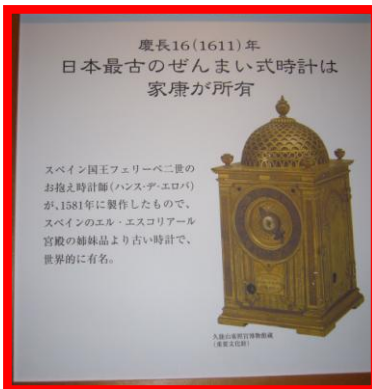 慶長16(1611)年
日本最古のぜんまい式時計は
家康が所有
スペイン国王フェリーペ二世の
お抱え時計師(ハンス・デ・エロバ)
が、1581年に製作したもので、
スペインのエル・エスコリアール
宮殿の姉妹品より古い時計で、
世界的に有名。
久能山東照宮博物館蔵
(重要文化財)